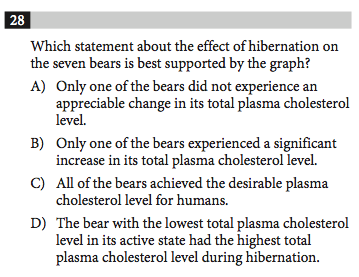 28
Which statement about the effect of hibernation on
the seven bears is best supported by the graph?
A) Only one of the bears did not experience an
appreciable change in its total plasma cholesterol
level.
B) Only one of the bears experienced a significant
increase in its total plasma cholesterol level.
C) All of the bears achieved the desirable plasma
cholesterol level for humans.
D) The bear with the lowest total plasma cholesterol
level in its active state had the highest total
plasma cholesterol level during hibernation.